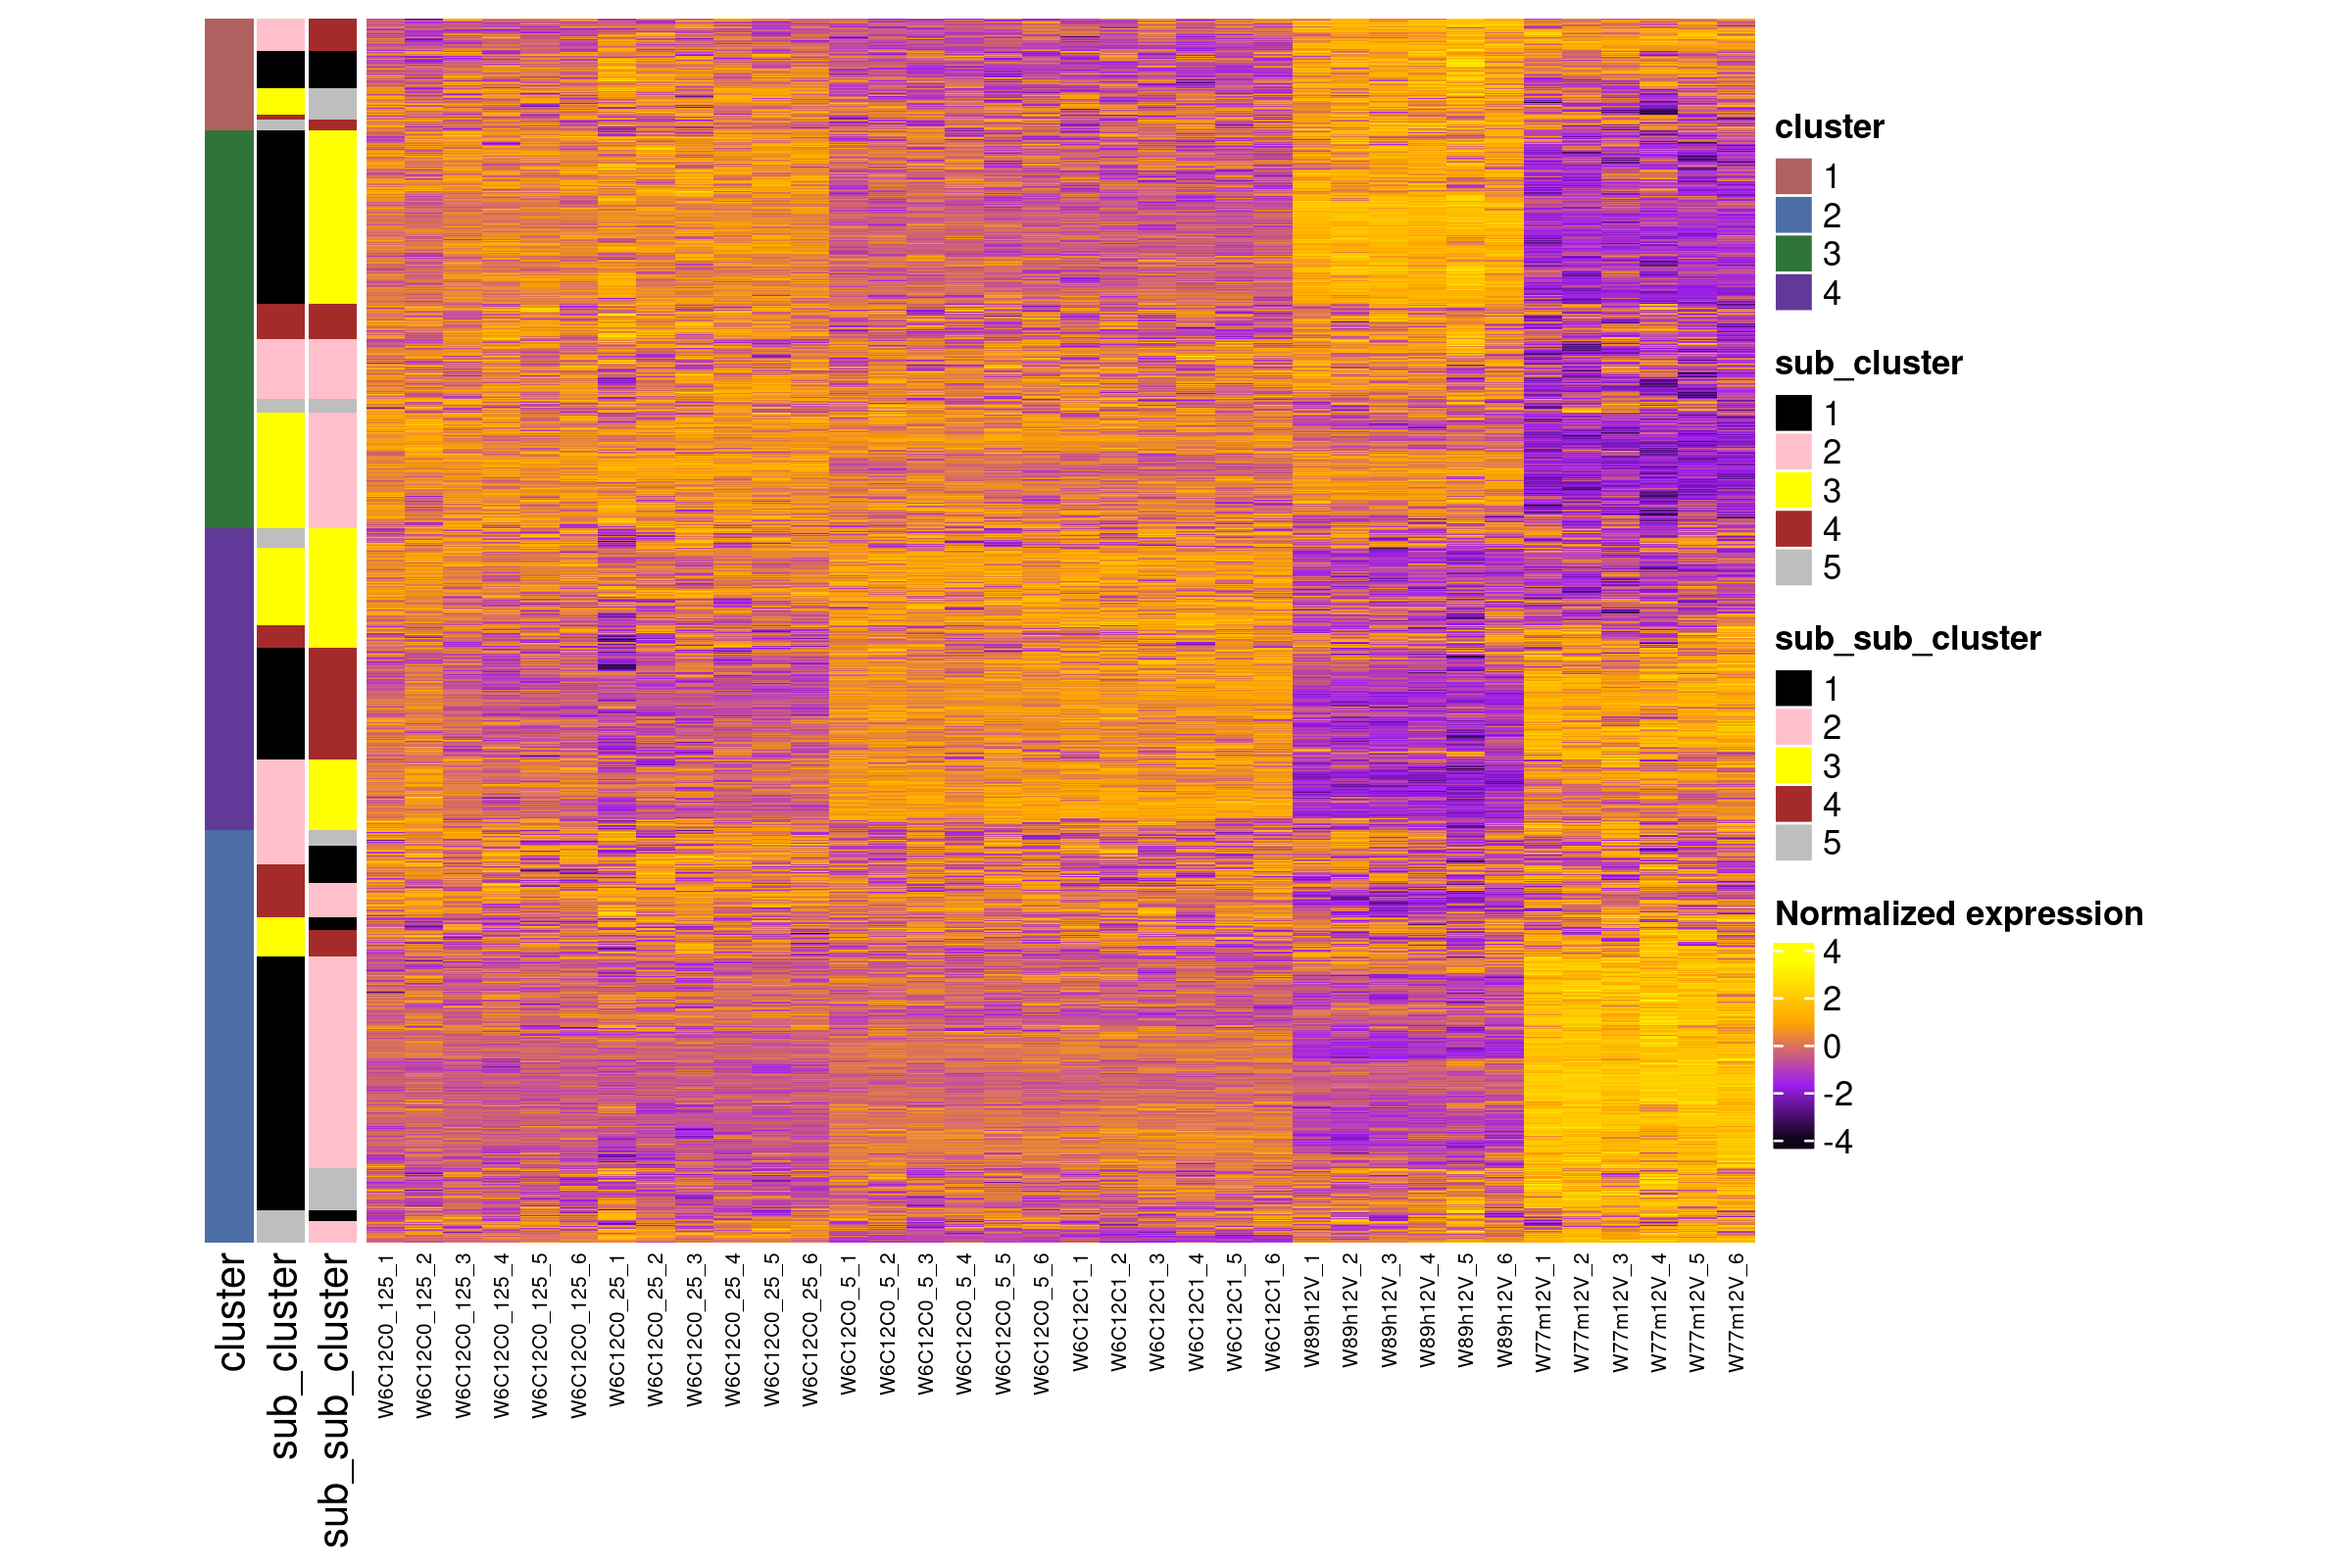 cluster
1
2
3
4
sub_cluster
1
2
3
4
5
sub_sub_cluster
1
2
3
4
5
Normalized expression
4
2
0
-2
-4
cluster
sub_cluster
sub_sub_cluster
W6C12C0_125_1
W6C12C0_125_2
W6C12C0_125_3
W6C12C0_125_4
W6C12C0_125_5
W6C12C0_125_6
W6C12C0_25_1
W6C12C0_25_2
W6C12C0_25_3
W6C12C0_25_4
W6C12C0_25_5
W6C12C0_25_6
W6C12C0_5_1
W6C12C0_5_2
W6C12C0_5_3
W6C12C0_5_4
W6C12C0_5_5
W6C12C0_5_6
W6C12C1_1
W6C12C1_2
W6C12C1_3
W6C12C1_4
W6C12C1_5
W6C12C1_6
W89h12V_1
W89h12V_2
W89h12V_3
W89h12V_4
W89h12V_5
W89h12V_6
W77m12V_1
W77m12V_2
W77m12V_3
W77m12V_4
W77m12V_5
W77m12V_6